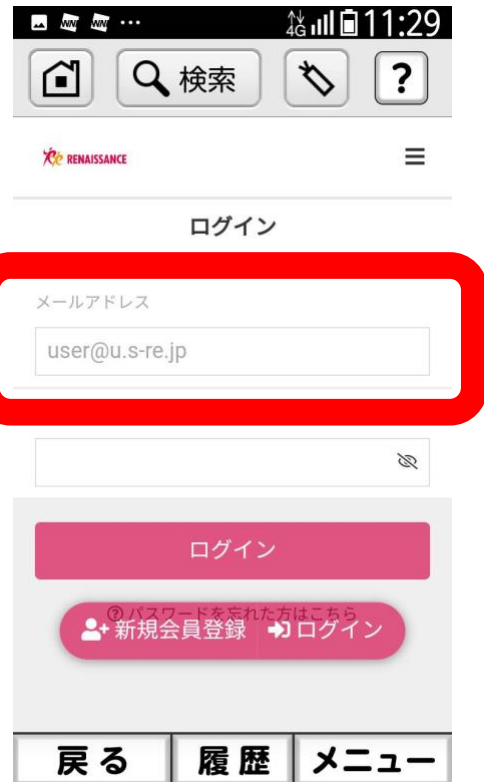 11:29
4G
検索
?
RENAISSANCE
ログイン
メールアドレス
user@u.s-re.jp
ログイン
パスワードを忘れた方はこちら
新規会員登録 ログイン
戻る 履歴 メニュー